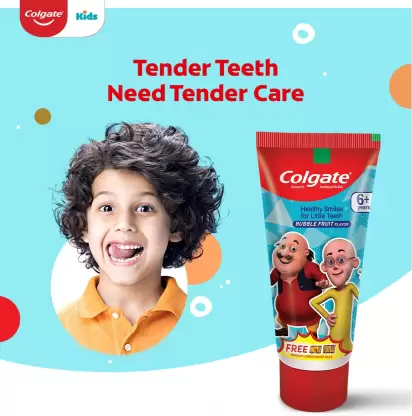 Colgate
Kids
Tender Teeth
Need Tender Care
Colgate
Healthy Smiles
for Little Teeth
BUBBLE FRUIT FLAVOR
6+
YEARS
FREE